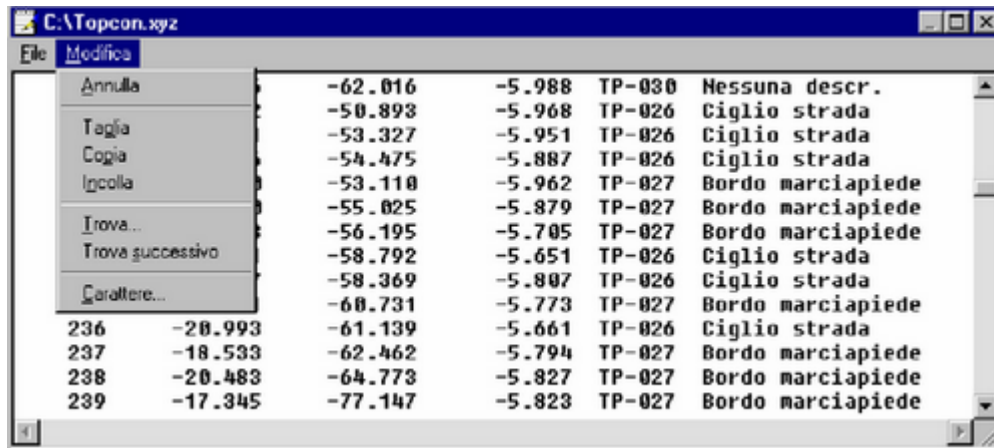 C:\Topcon.xyz
File Modifica
Annulla
Taglia
Copia
Incolla
Trova...
Trova successivo
Carattere...
-62.016 -5.988 TP-030 Nessuna descr.
-50.893 -5.968 TP-026 Ciglio strada
-53.327 -5.951 TP-026 Ciglio strada
-54.475 -5.887 TP-026 Ciglio strada
-53.110 -5.962 TP-027 Bordo marciapiede
-55.025 -5.879 TP-027 Bordo marciapiede
-56.195 -5.705 TP-027 Bordo marciapiede
-58.792 -5.651 TP-026 Ciglio strada
-58.369 -5.807 TP-026 Ciglio strada
-60.731 -5.773 TP-027 Bordo marciapiede
236 -20.993 -61.139 -5.661 TP-026 Ciglio strada
237 -18.533 -62.462 -5.794 TP-027 Bordo marciapiede
238 -20.483 -64.773 -5.827 TP-027 Bordo marciapiede
239 -17.345 -77.147 -5.823 TP-027 Bordo marciapiede